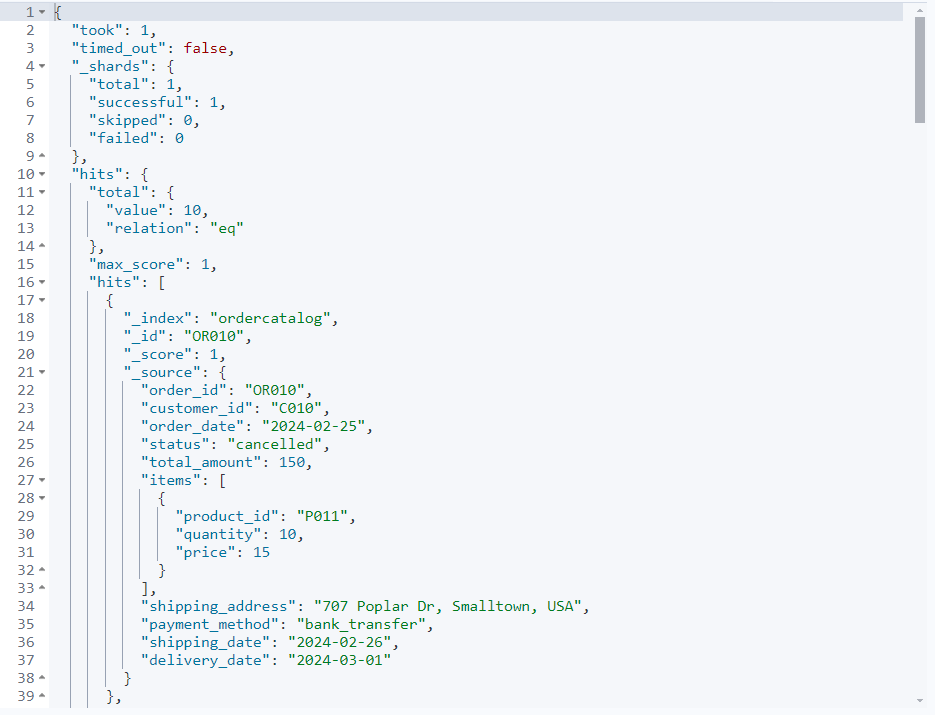 1 {
2 "took": 1,
3 "timed_out": false,
4 "_shards": {
5 "total": 1,
6 "successful": 1,
7 "skipped": 0,
8 "failed": 0
9 },
10 "hits": {
11 "total": {
12 "value": 10,
13 "relation": "eq"
14 },
15 "max_score": 1,
16 "hits": [
17 {
18 "_index": "ordercatalog",
19 "_id": "OR010",
20 "_score": 1,
21 "_source": {
22 "order_id": "OR010",
23 "customer_id": "C010",
24 "order_date": "2024-02-25",
25 "status": "cancelled",
26 "total_amount": 150,
27 "items": [
28 {
29 "product_id": "P011",
30 "quantity": 10,
31 "price": 15
32 }
33 ],
34 "shipping_address": "707 Poplar Dr, Smalltown, USA",
35 "payment_method": "bank_transfer",
36 "shipping_date": "2024-02-26",
37 "delivery_date": "2024-03-01"
38 }
39 },